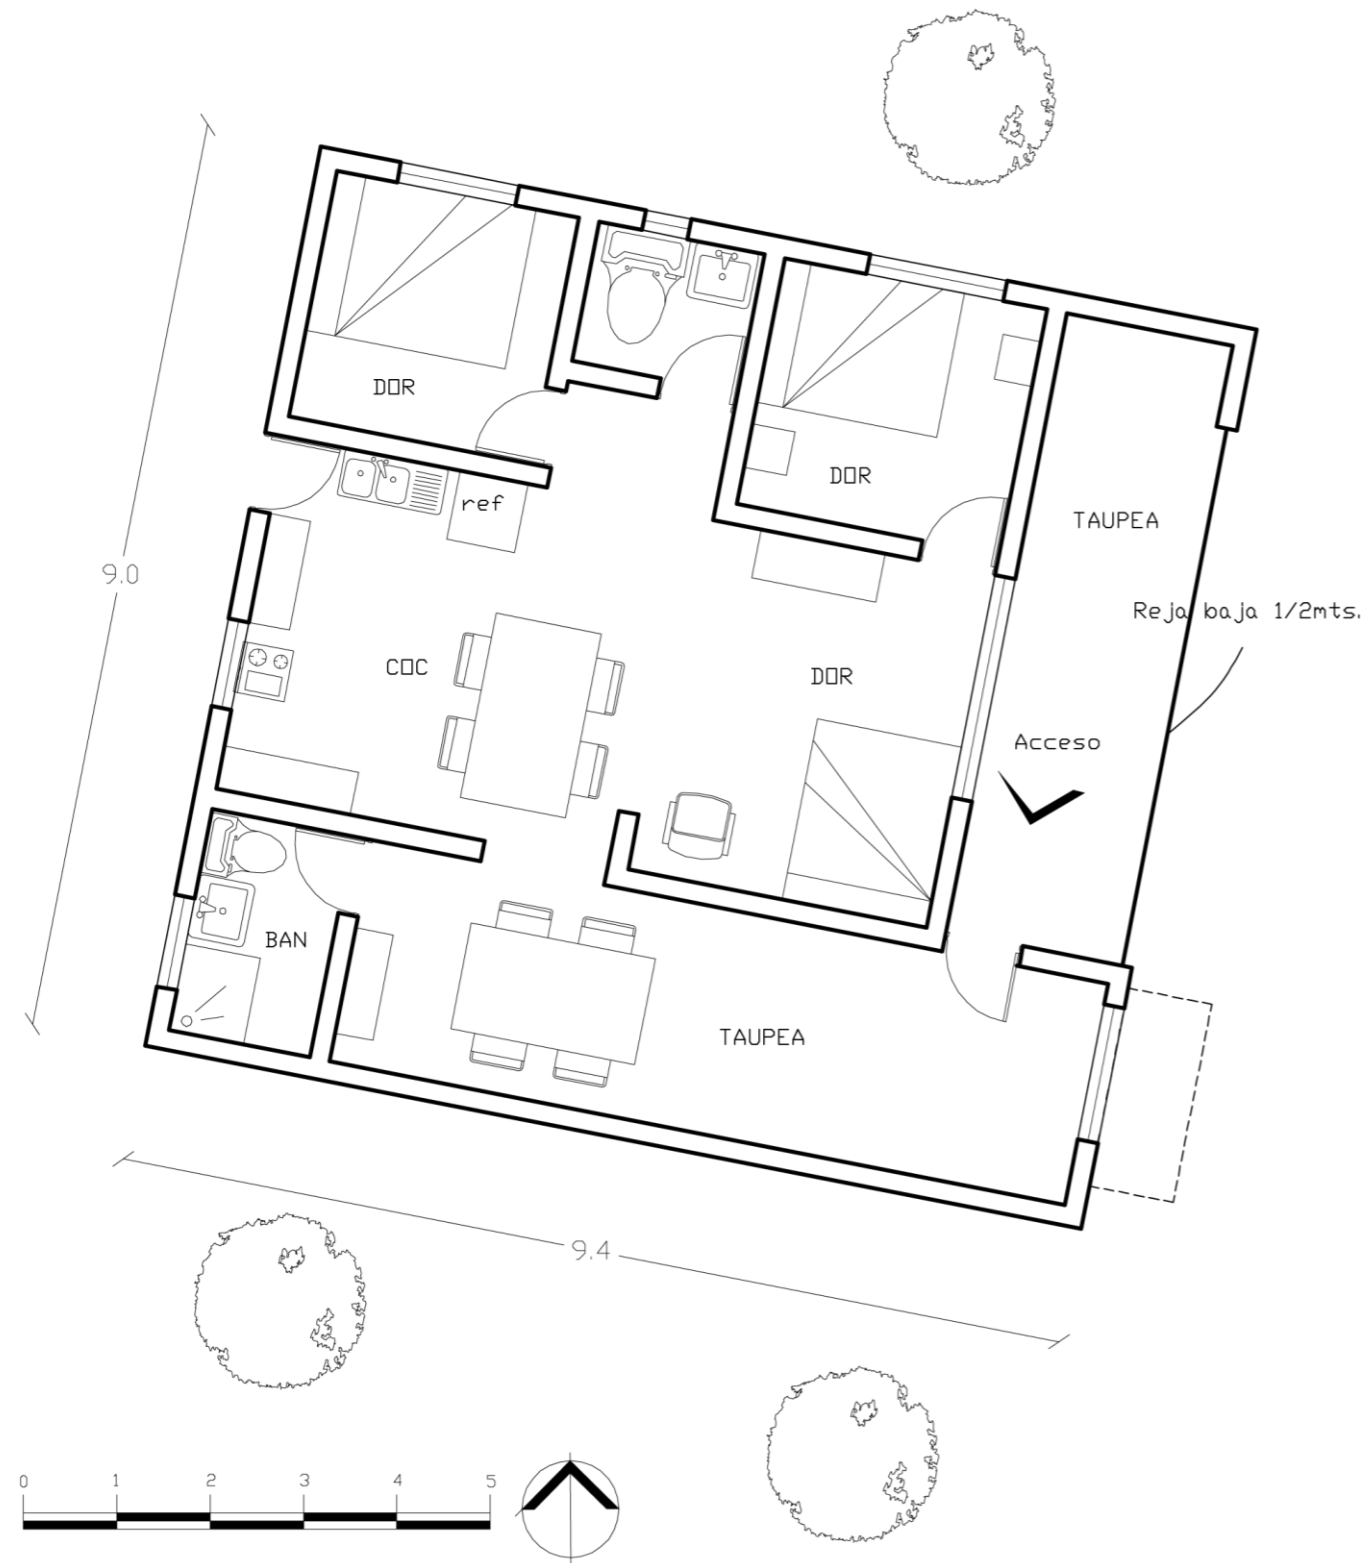 DOR
ref
DOR
TAUPEA
9.0
Reja baja 1/2mts.
COC
DOR
Acceso
BAN
TAUPEA
9.4
0 1 2 3 4 5